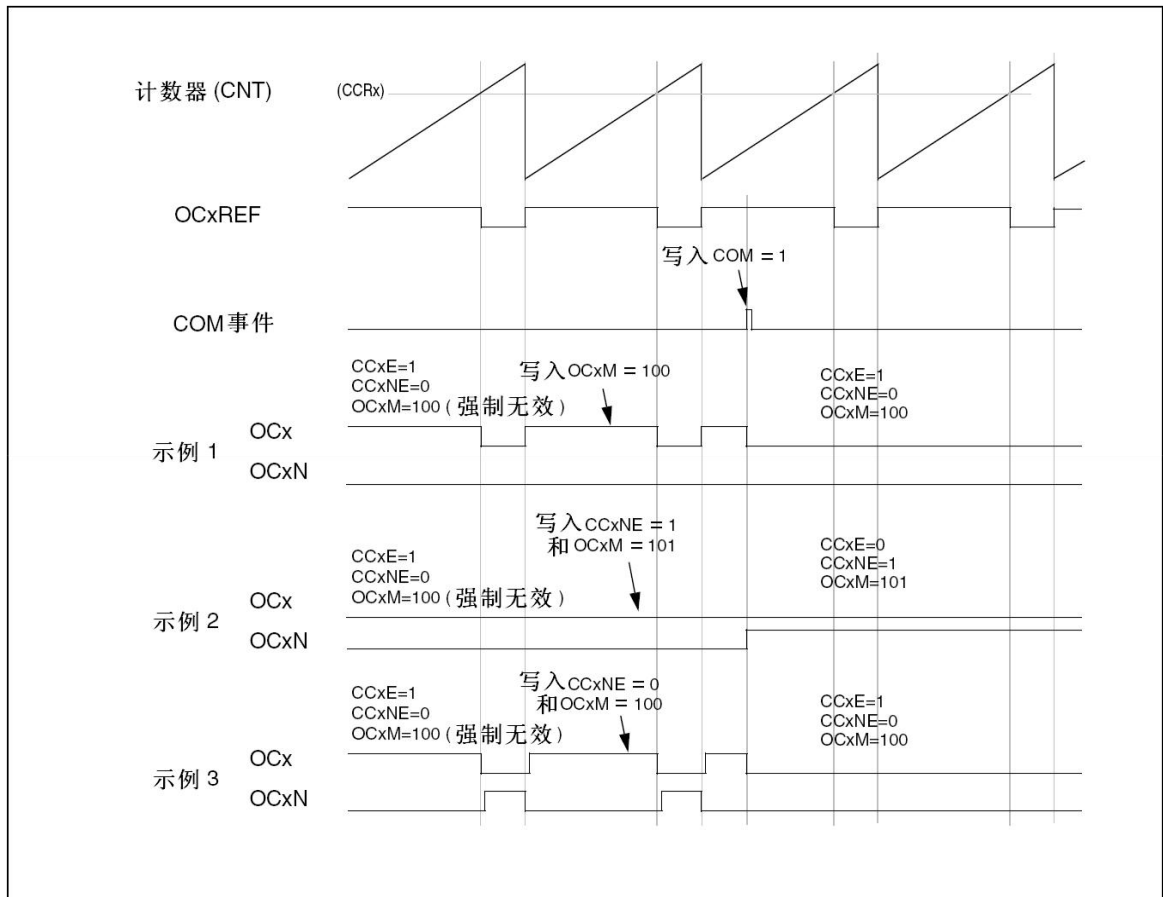 计数器 (CNT)
(CCRx)
OCxREF
写入 COM = 1
COM 事件
CCxE=1
CCxNE=0
OCxM=100 ( 强制无效 )
写入 OCxM = 100
CCxE=1
CCxNE=0
OCxM=100
示例 1
OCx
OCxN
写入 CCxNE = 1
和 OCxM = 101
CCxE=1
CCxNE=0
OCxM=100 ( 强制无效 )
CCxE=0
CCxNE=1
OCxM=101
示例 2
OCx
OCxN
写入 CCxNE = 0
和 OCxM = 100
CCxE=1
CCxNE=0
OCxM=100 ( 强制无效 )
CCxE=1
CCxNE=0
OCxM=100
示例 3
OCx
OCxN